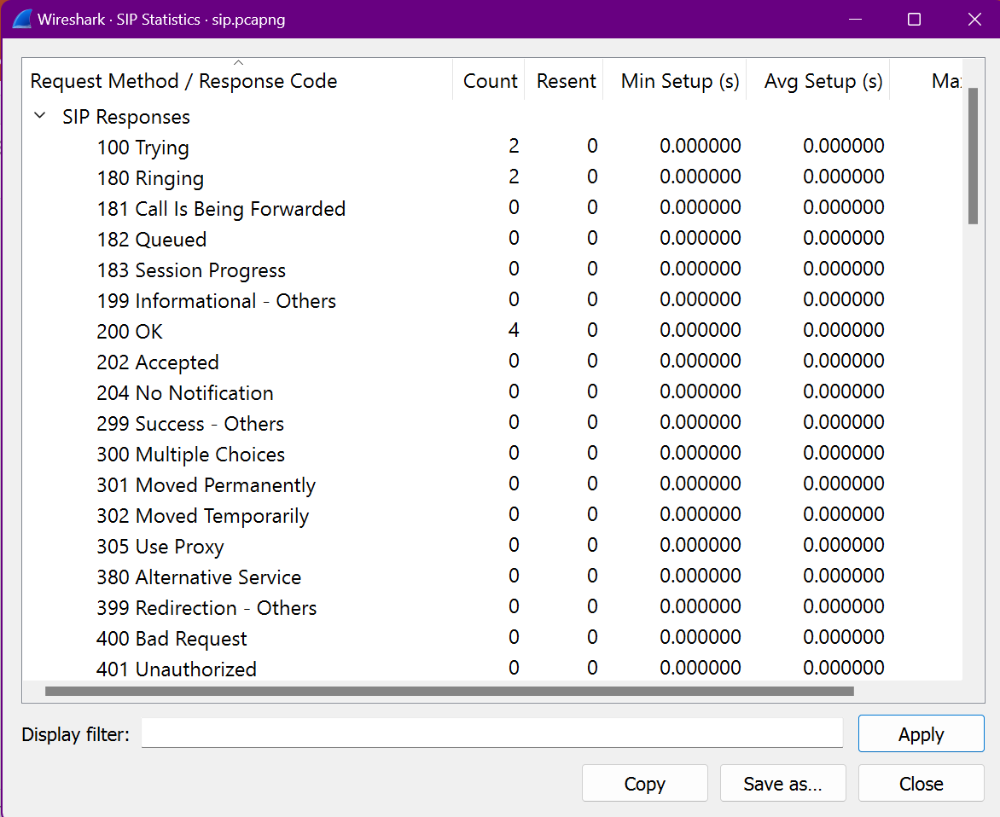 Wireshark · SIP Statistics · sip.pcapng
Request Method / Response Code Count Resent Min Setup (s) Avg Setup (s) Max
SIP Responses
100 Trying 2 0 0.000000 0.000000
180 Ringing 2 0 0.000000 0.000000
181 Call Is Being Forwarded 0 0 0.000000 0.000000
182 Queued 0 0 0.000000 0.000000
183 Session Progress 0 0 0.000000 0.000000
199 Informational - Others 0 0 0.000000 0.000000
200 OK 4 0 0.000000 0.000000
202 Accepted 0 0 0.000000 0.000000
204 No Notification 0 0 0.000000 0.000000
299 Success - Others 0 0 0.000000 0.000000
300 Multiple Choices 0 0 0.000000 0.000000
301 Moved Permanently 0 0 0.000000 0.000000
302 Moved Temporarily 0 0 0.000000 0.000000
305 Use Proxy 0 0 0.000000 0.000000
380 Alternative Service 0 0 0.000000 0.000000
399 Redirection - Others 0 0 0.000000 0.000000
400 Bad Request 0 0 0.000000 0.000000
401 Unauthorized 0 0 0.000000 0.000000
Display filter: Apply
Copy Save as... Close